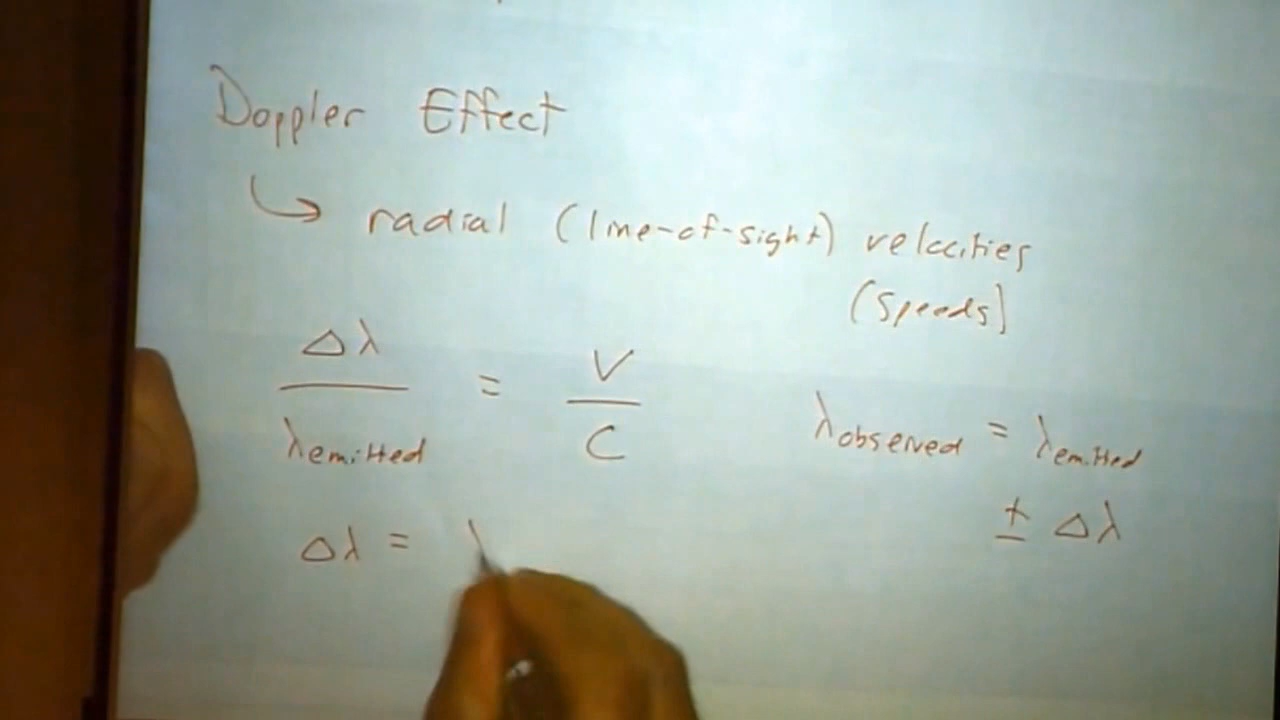 Doppler Effect
↳ radial (line-of-sight) velocities
(speeds)
Δλ / λemitted = V / C
λobserved = λemitted
± Δλ
Δλ = λ